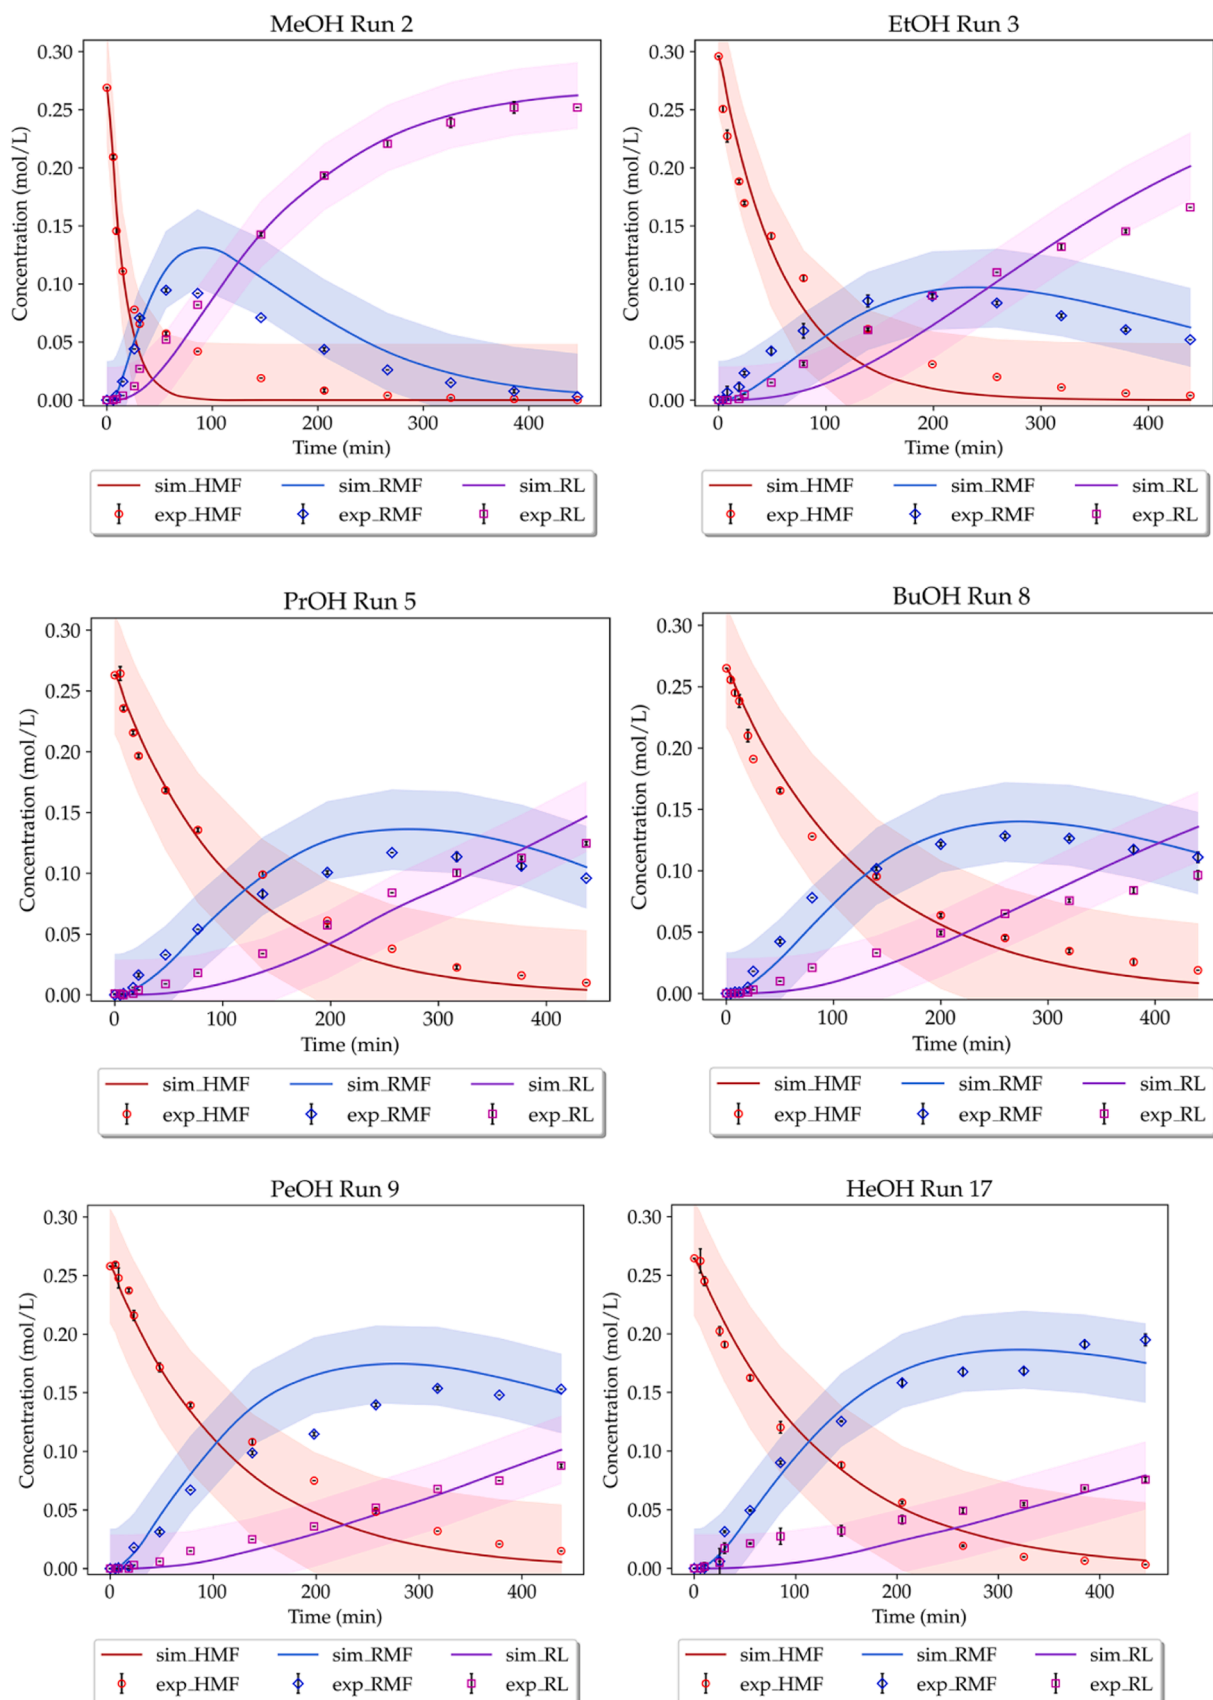 MeOH Run 2
Concentration (mol/L)
0.30
0.25
0.20
0.15
0.10
0.05
0.00
0 100 200 300 400
Time (min)
sim_HMF sim_RMF sim_RL
exp_HMF exp_RMF exp_RL
EtOH Run 3
Concentration (mol/L)
0.30
0.25
0.20
0.15
0.10
0.05
0.00
0 100 200 300 400
Time (min)
sim_HMF sim_RMF sim_RL
exp_HMF exp_RMF exp_RL
PrOH Run 5
Concentration (mol/L)
0.30
0.25
0.20
0.15
0.10
0.05
0.00
0 100 200 300 400
Time (min)
sim_HMF sim_RMF sim_RL
exp_HMF exp_RMF exp_RL
BuOH Run 8
Concentration (mol/L)
0.30
0.25
0.20
0.15
0.10
0.05
0.00
0 100 200 300 400
Time (min)
sim_HMF sim_RMF sim_RL
exp_HMF exp_RMF exp_RL
PeOH Run 9
Concentration (mol/L)
0.30
0.25
0.20
0.15
0.10
0.05
0.00
0 100 200 300 400
Time (min)
sim_HMF sim_RMF sim_RL
exp_HMF exp_RMF exp_RL
HeOH Run 17
Concentration (mol/L)
0.30
0.25
0.20
0.15
0.10
0.05
0.00
0 100 200 300 400
Time (min)
sim_HMF sim_RMF sim_RL
exp_HMF exp_RMF exp_RL